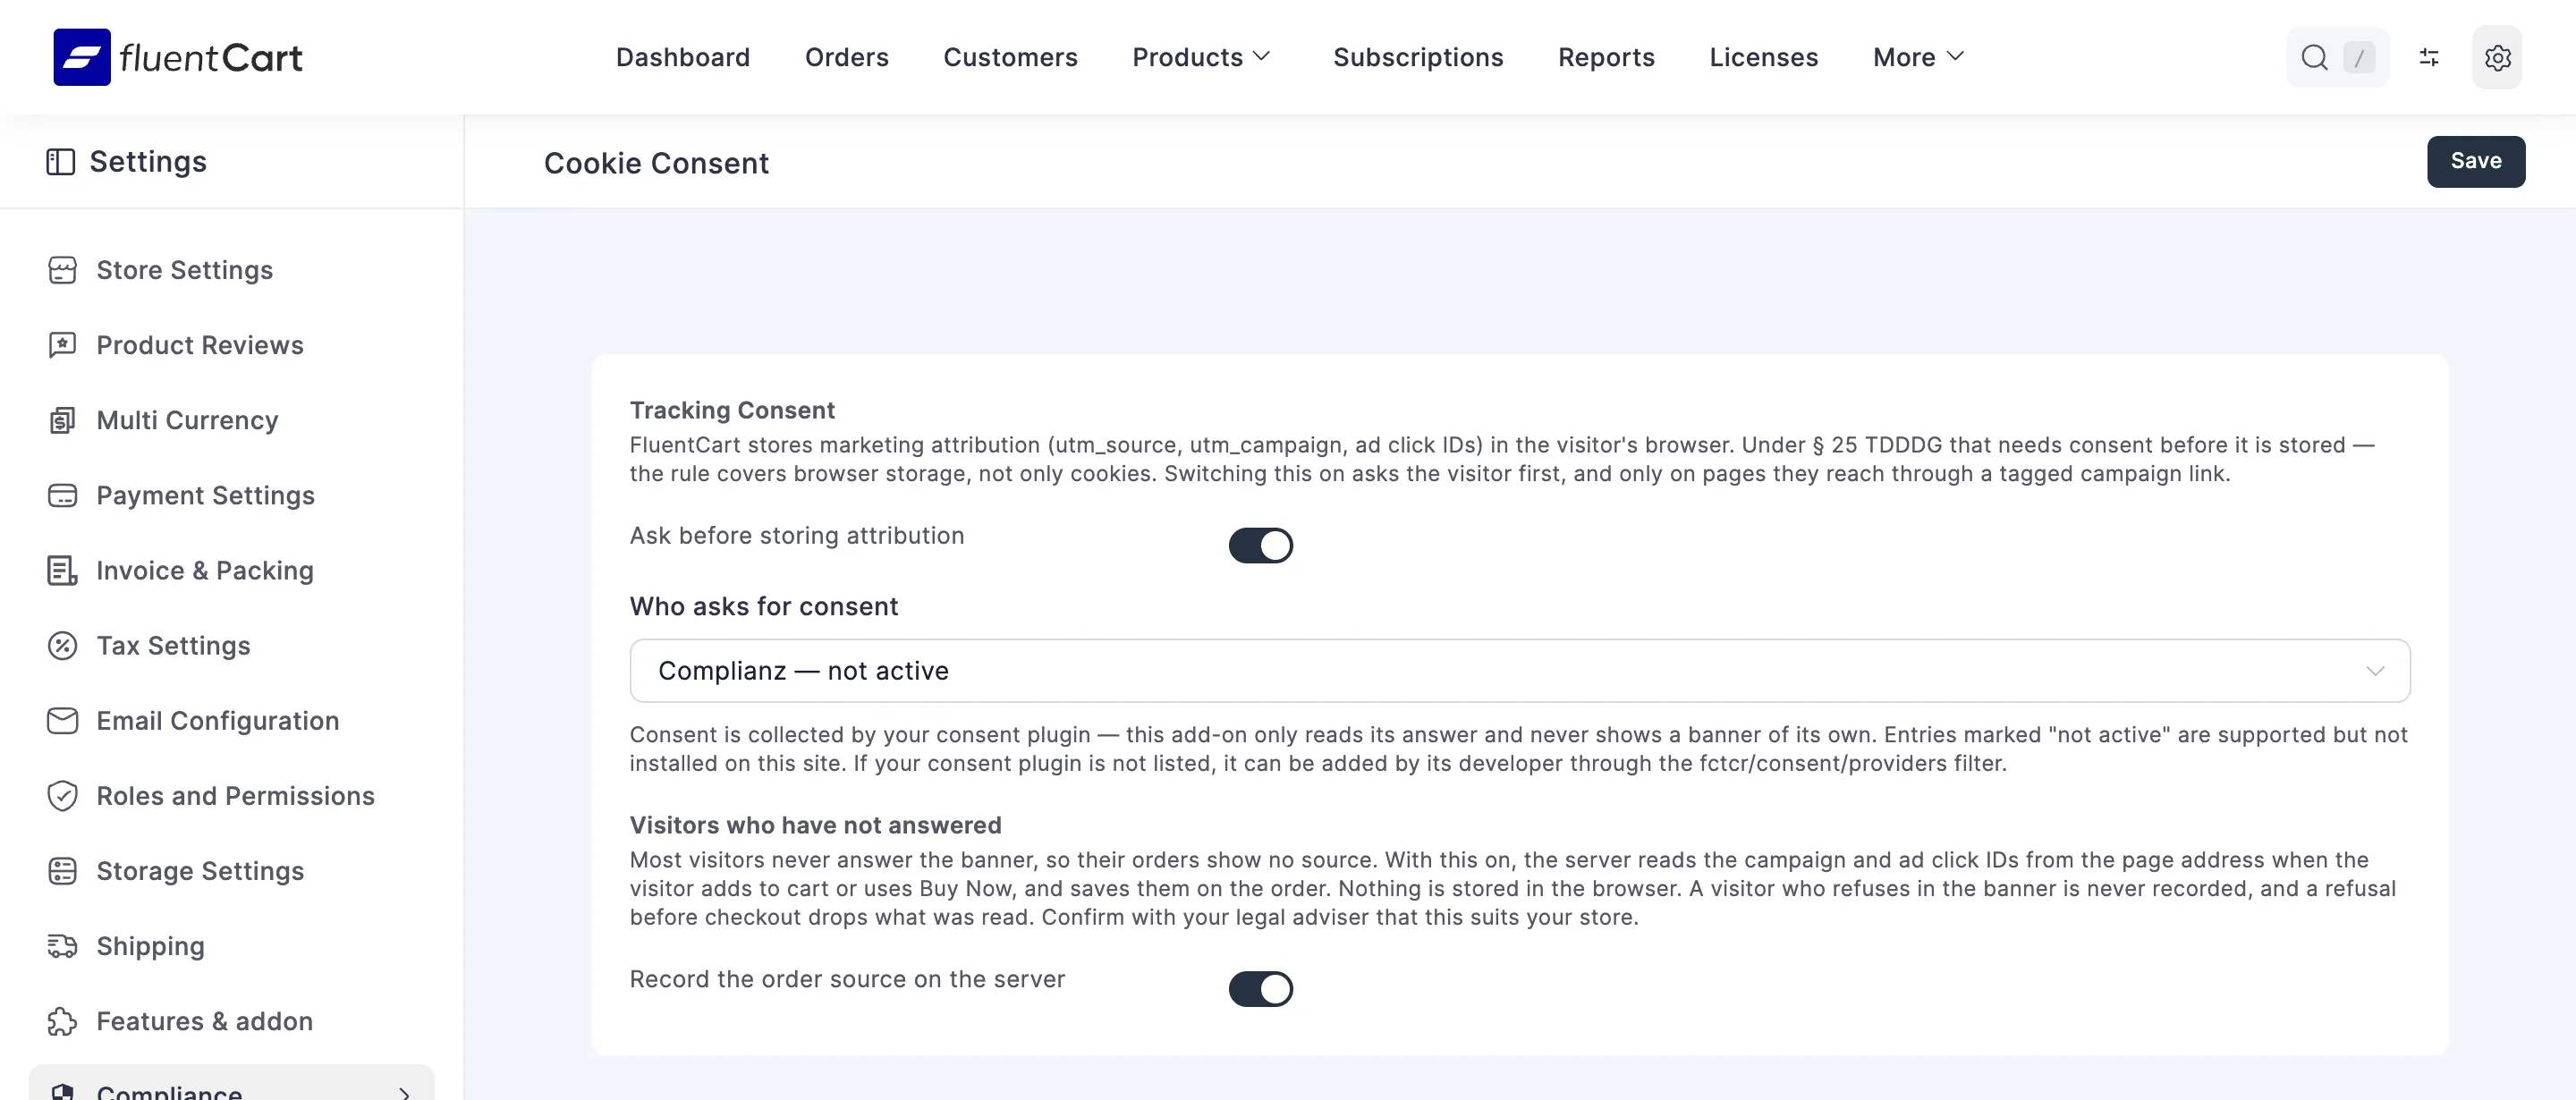 fluentCart
Dashboard
Orders
Customers
Products
Subscriptions
Reports
Licenses
More
/
Settings
Cookie Consent
Save
Store Settings
Product Reviews
Multi Currency
Payment Settings
Invoice & Packing
Tax Settings
Email Configuration
Roles and Permissions
Storage Settings
Shipping
Features & addon
Compliance
Tracking Consent
FluentCart stores marketing attribution (utm_source, utm_campaign, ad click IDs) in the visitor's browser. Under § 25 TDDDG that needs consent before it is stored —
the rule covers browser storage, not only cookies. Switching this on asks the visitor first, and only on pages they reach through a tagged campaign link.
Ask before storing attribution
Who asks for consent
Complianz — not active
Consent is collected by your consent plugin — this add-on only reads its answer and never shows a banner of its own. Entries marked "not active" are supported but not
installed on this site. If your consent plugin is not listed, it can be added by its developer through the fctcr/consent/providers filter.
Visitors who have not answered
Most visitors never answer the banner, so their orders show no source. With this on, the server reads the campaign and ad click IDs from the page address when the
visitor adds to cart or uses Buy Now, and saves them on the order. Nothing is stored in the browser. A visitor who refuses in the banner is never recorded, and a refusal
before checkout drops what was read. Confirm with your legal adviser that this suits your store.
Record the order source on the server